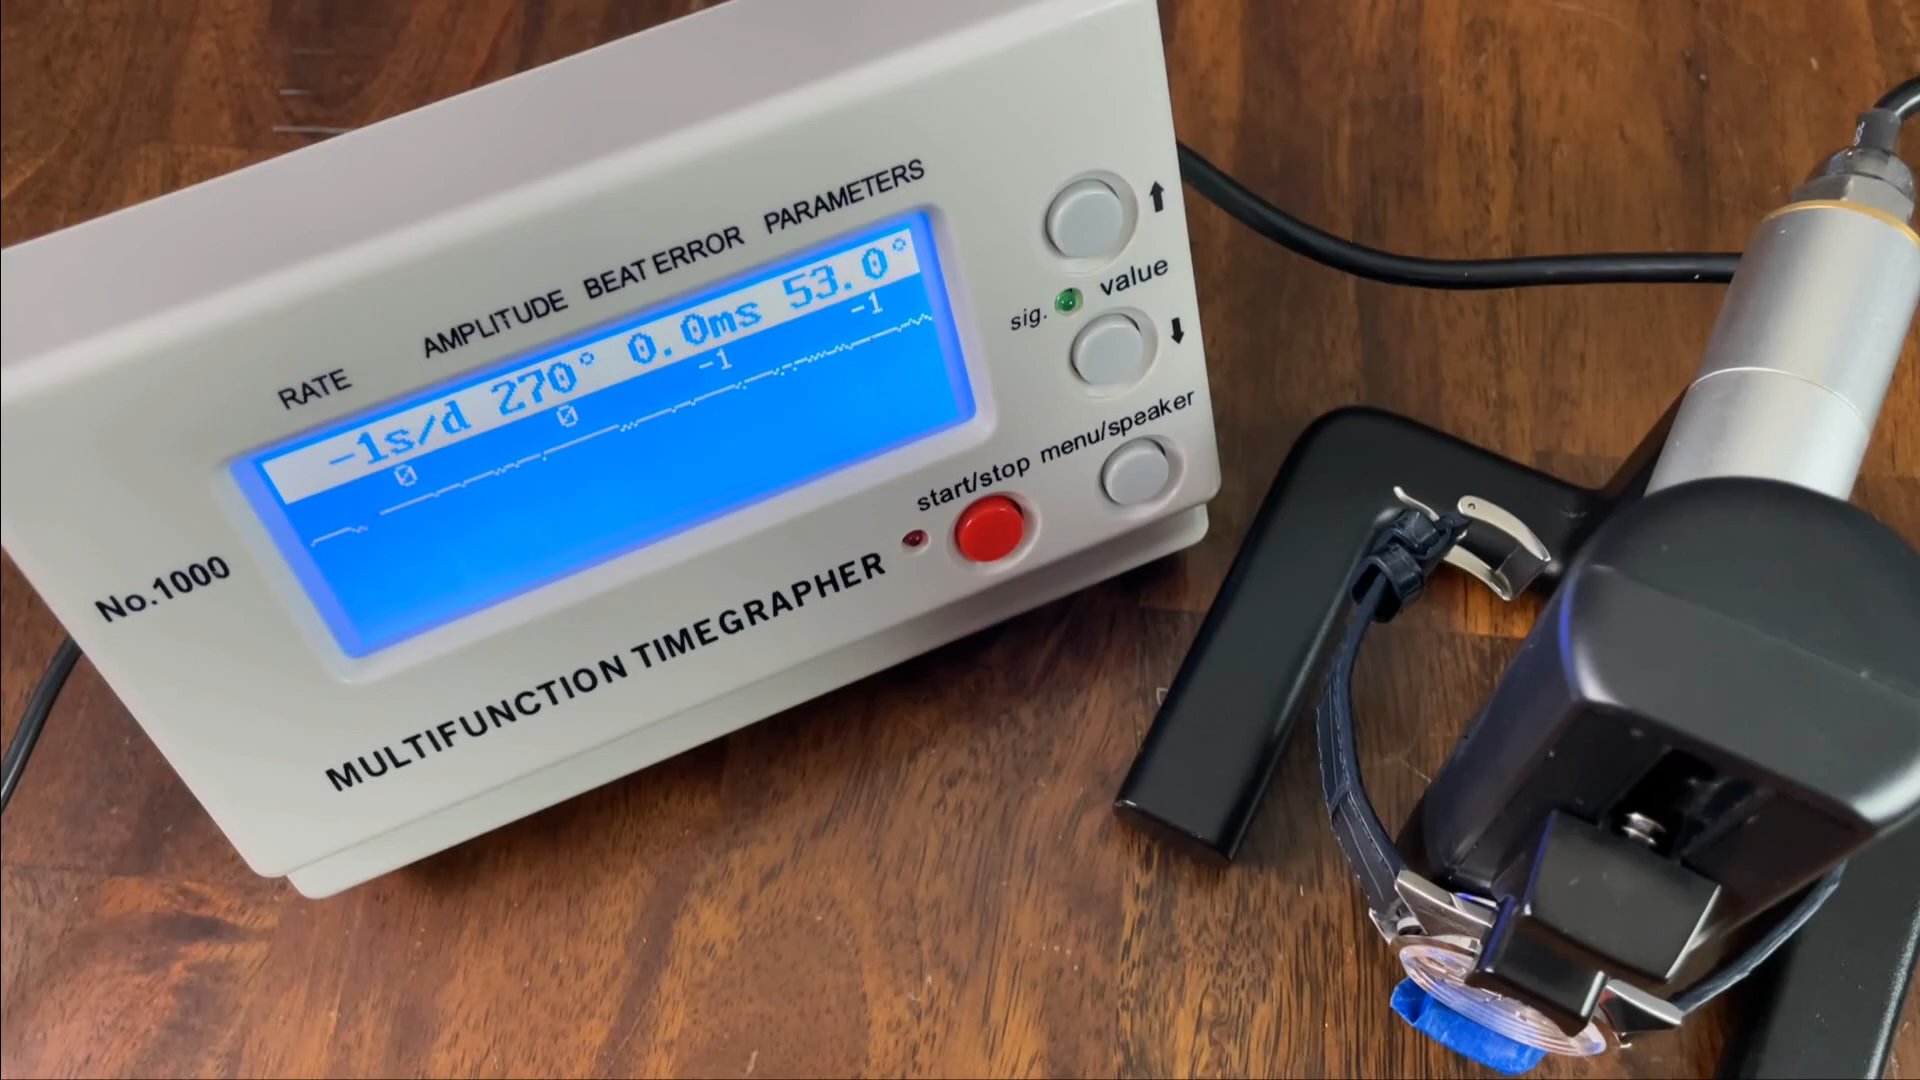 RATE AMPLITUDE BEAT ERROR PARAMETERS
-1s/d 270° 0.0ms 53.0°
0 0 -1 -1
value
sig.
menu/speaker
start/stop
No.1000
MULTIFUNCTION TIMEGRAPHER